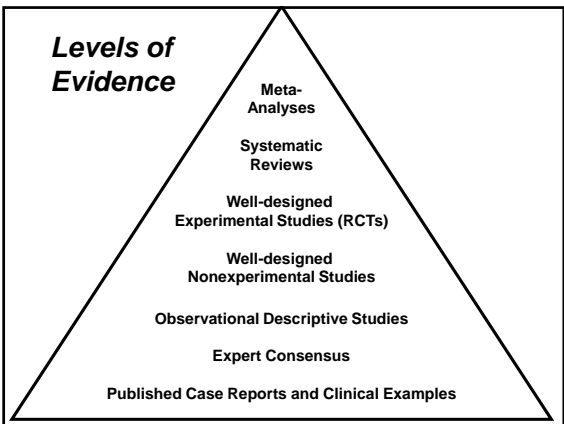 Levels of
Evidence
Meta-
Analyses
Systematic
Reviews
Well-designed
Experimental Studies (RCTs)
Well-designed
Nonexperimental Studies
Observational Descriptive Studies
Expert Consensus
Published Case Reports and Clinical Examples